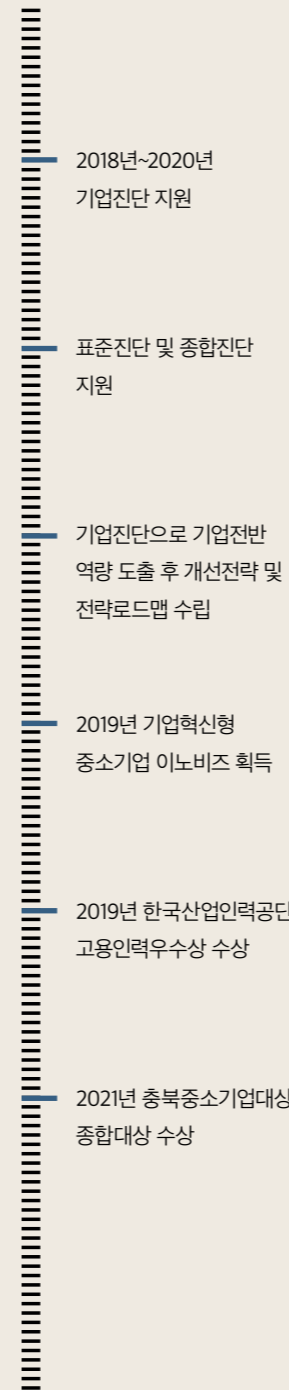 2018년~2020년
기업진단 지원
표준진단 및 종합진단
지원
기업진단으로 기업전반
역량 도출 후 개선전략 및
전략로드맵 수립
2019년 기업혁신형
중소기업 이노비즈 획득
2019년 한국산업인력공단
고용인력우수상 수상
2021년 충북중소기업대상
종합대상 수상